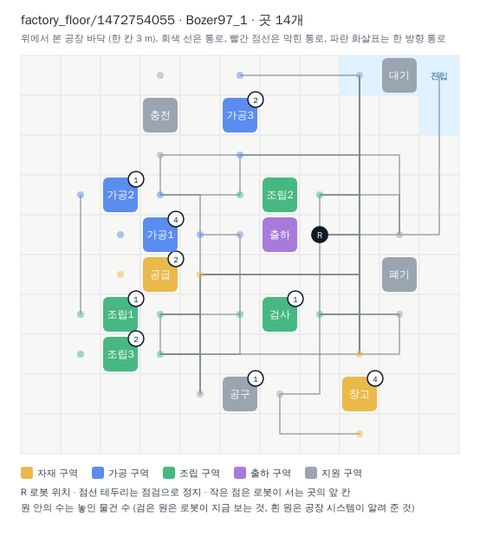 factory_floor/1472754055 · Bozer97_1 · 곳 14개
위에서 본 공장 바닥 (한 칸 3 m). 회색 선은 통로, 빨간 점선은 막힌 통로, 파란 화살표는 한 방향 통로
대기
충전
가공3
2
가공2
1
조립2
가공1
4
출하
R
공급
2
폐기
조립1
1
검사
1
조립3
2
공구
1
창고
4
자재 구역
가공 구역
조립 구역
출하 구역
지원 구역
R 로봇 위치 · 점선 테두리는 점검으로 정지 · 작은 점은 로봇이 서는 곳의 앞 칸
원 안의 수는 놓인 물건 수 (검은 원은 로봇이 지금 보는 것, 흰 원은 공장 시스템이 알려 준 것)